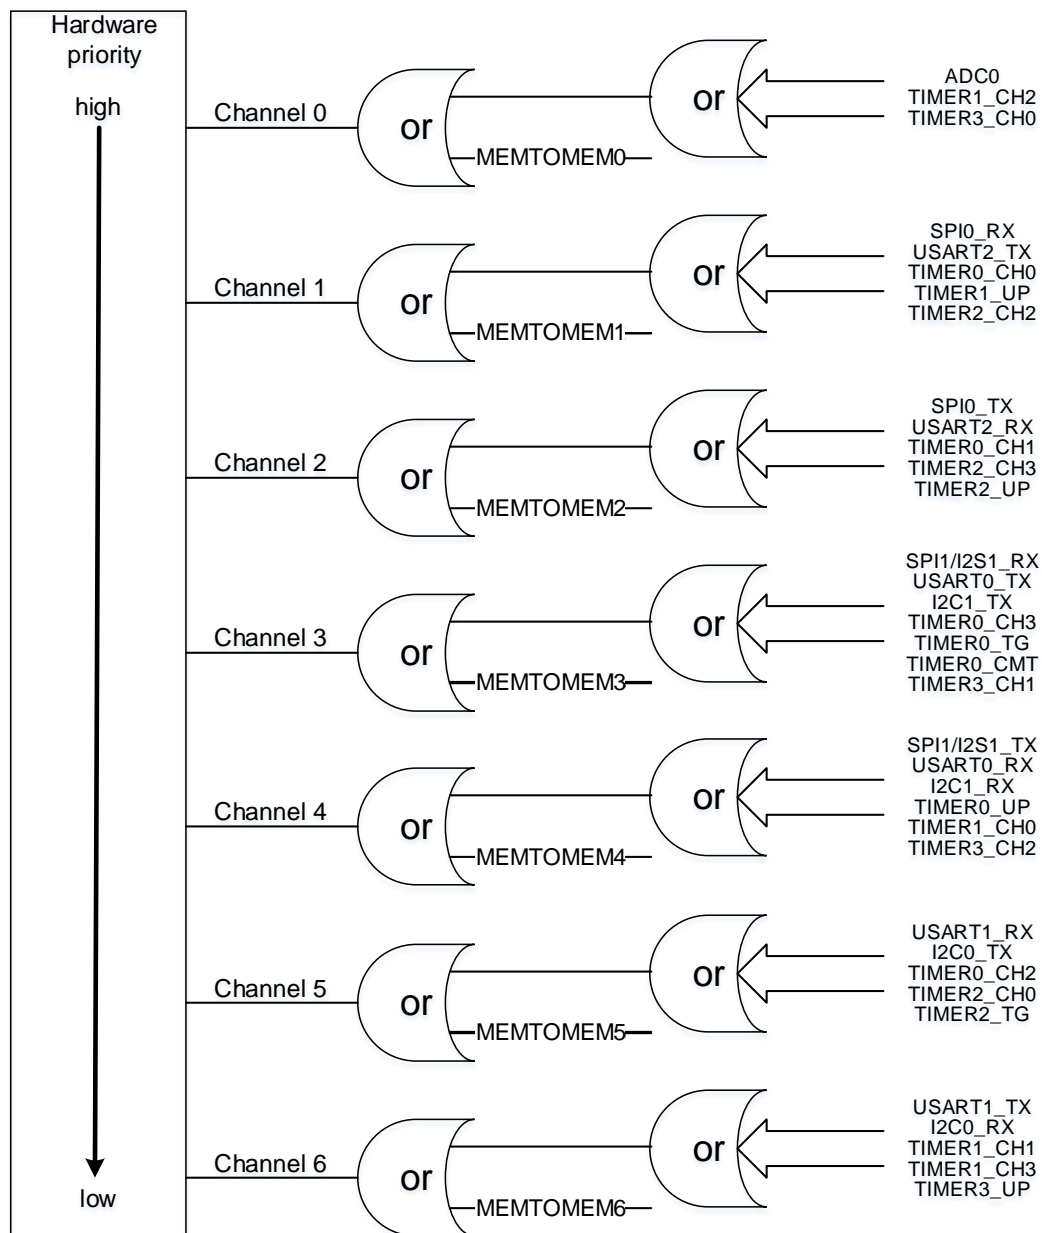 Hardware
priority
high
low
Channel 0
or
MEMTOMEM0
or
ADC0
TIMER1_CH2
TIMER3_CH0
Channel 1
or
MEMTOMEM1
or
SPI0_RX
USART2_TX
TIMER0_CH0
TIMER1_UP
TIMER2_CH2
Channel 2
or
MEMTOMEM2
or
SPI0_TX
USART2_RX
TIMER0_CH1
TIMER2_CH3
TIMER2_UP
Channel 3
or
MEMTOMEM3
or
SPI1/I2S1_RX
USART0_TX
I2C1_TX
TIMER0_CH3
TIMER0_TG
TIMER0_CMT
TIMER3_CH1
Channel 4
or
MEMTOMEM4
or
SPI1/I2S1_TX
USART0_RX
I2C1_RX
TIMER0_UP
TIMER1_CH0
TIMER3_CH2
Channel 5
or
MEMTOMEM5
or
USART1_RX
I2C0_TX
TIMER0_CH2
TIMER2_CH0
TIMER2_TG
Channel 6
or
MEMTOMEM6
or
USART1_TX
I2C0_RX
TIMER1_CH1
TIMER1_CH3
TIMER3_UP